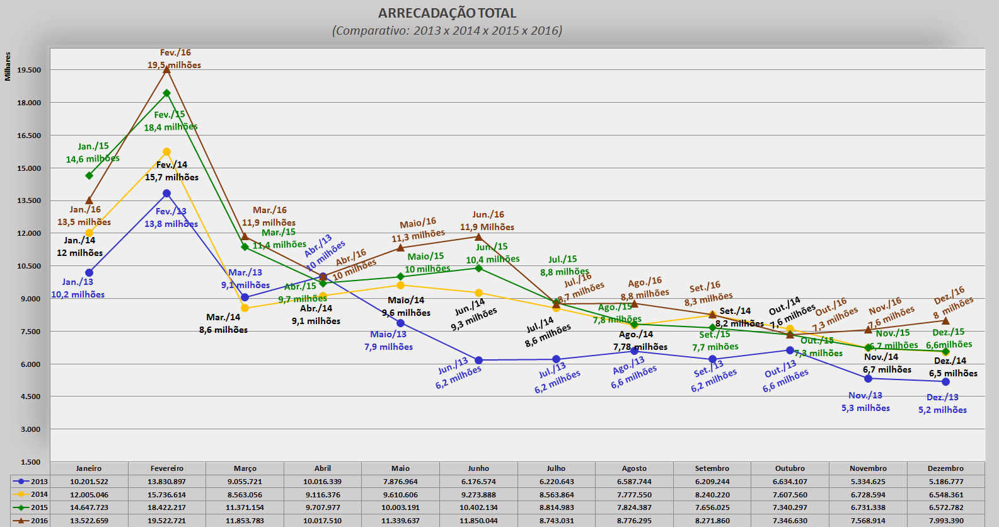 ARRECADAÇÃO TOTAL
(Comparativo: 2013 x 2014 x 2015 x 2016)
Milhares
19.500
18.000
16.500
15.000
13.500
12.000
10.500
9.000
7.500
6.000
4.500
3.000
1.500
Jan./15
14,6 milhões
Jan./16
13,5 milhões
Jan./14
12 milhões
Jan./13
10,2 milhões
Fev./16
19,5 milhões
Fev./15
18,4 milhões
Fev./14
15,7 milhões
Fev./13
13,8 milhões
Mar./16
11,9 milhões
Mar./15
11,4 milhões
Mar./13
9,1 milhões
Mar./14
8,6 milhões
Abr./13
10 milhões
Abr./16
10 milhões
Abr./15
9,7 milhões
Abr./14
9,1 milhões
Maio/16
11,3 milhões
Maio/15
10 milhões
Maio/14
9,6 milhões
Maio/13
7,9 milhões
Jun./16
11,9 Milhões
Jun./15
10,4 milhões
Jun./14
9,3 milhões
Jun./13
6,2 milhões
Jul./15
8,8 milhões
Jul./16
8,7 milhões
Jul./14
8,6 milhões
Jul./13
6,2 milhões
Ago./16
8,8 milhões
Ago./15
7,8 milhões
Ago./14
7,78 milhões
Ago./13
6,6 milhões
Set./16
8,3 milhões
Set./14
8,2 milhões
Set./15
7,7 mihões
Set./13
6,2 milhões
Out./14
7,6 milhões
Out./16
7,3 milhões
Out./15
7,3 milhões
Out./13
6,6 milhões
Nov./16
7,6 milhões
Nov./15
6,7 milhões
Nov./14
6,7 milhões
Nov./13
5,3 milhões
Dez./16
8 milhões
Dez./15
6,6milhões
Dez./14
6,5 milhões
Dez./13
5,2 milhões
Janeiro Fevereiro Março Abril Maio Junho Julho Agosto Setembro Outubro Novembro Dezembro
2013 10.201.522 13.830.897 9.055.721 10.016.339 7.876.964 6.176.574 6.220.643 6.587.744 6.209.244 6.634.107 5.334.625 5.186.777
2014 12.005.046 15.736.614 8.563.056 9.116.376 9.610.606 9.273.888 8.563.864 7.777.550 8.240.220 7.607.560 6.728.594 6.548.361
2015 14.647.723 18.422.217 11.371.154 9.707.977 10.003.191 10.402.134 8.814.983 7.824.387 7.656.025 7.340.297 6.731.338 6.572.782
2016 13.522.659 19.522.721 11.853.783 10.017.510 11.339.637 11.850.044 8.743.031 8.776.295 8.271.860 7.346.630 7.568.914 7.993.390